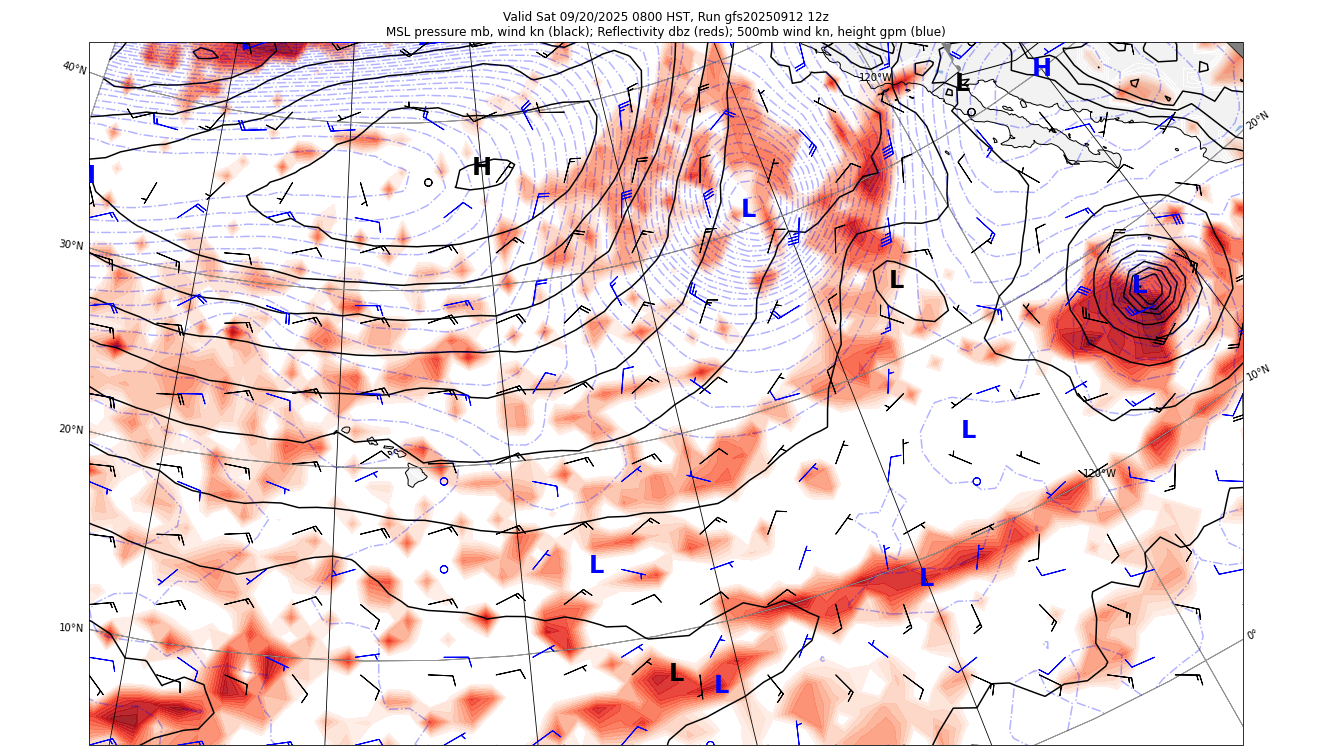 Valid Sat 09/20/2025 0800 HST, Run gfs20250912 12z
MSL pressure mb, wind kn (black); Reflectivity dbz (reds); 500mb wind kn, height gpm (blue)
40°N
120°W
L
H
20°N
H
L
30°N
L
L
10°N
20°N
L
120°W
L
L
10°N
0°
L
L